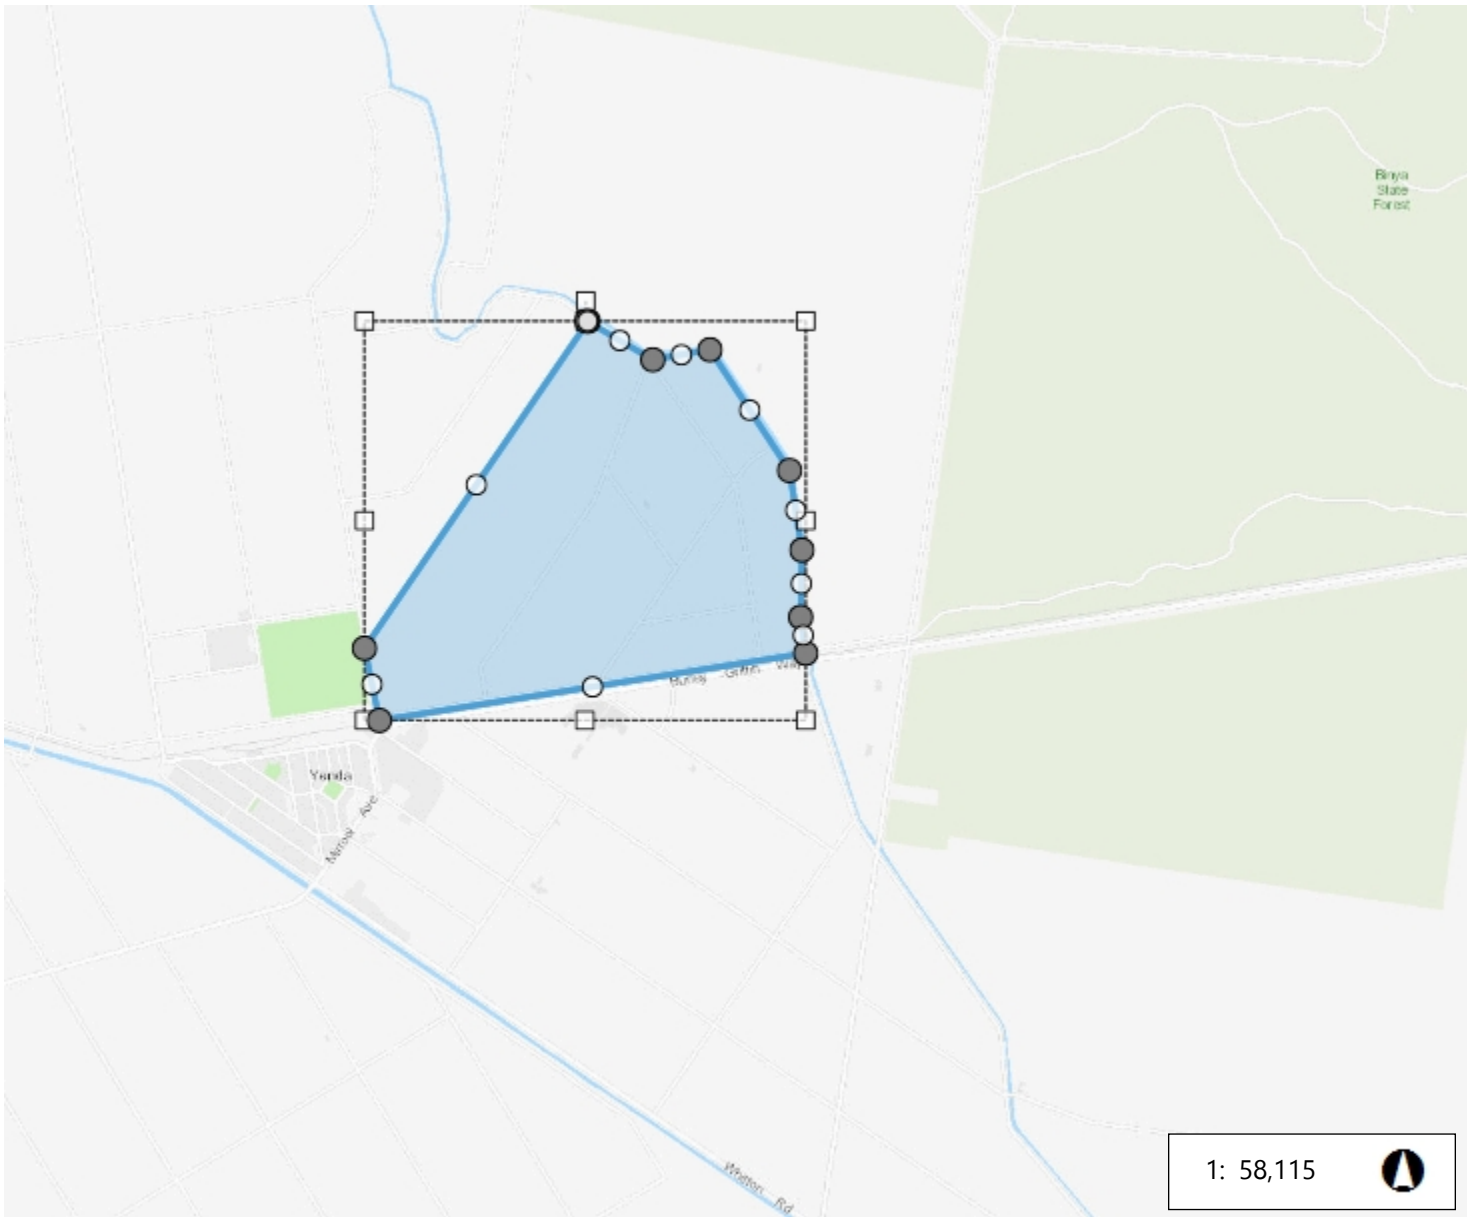 Binya
State
Forest
Burley Griffin Way
Yenda
Mirrool Ave
Whitton Rd
1: 58,115